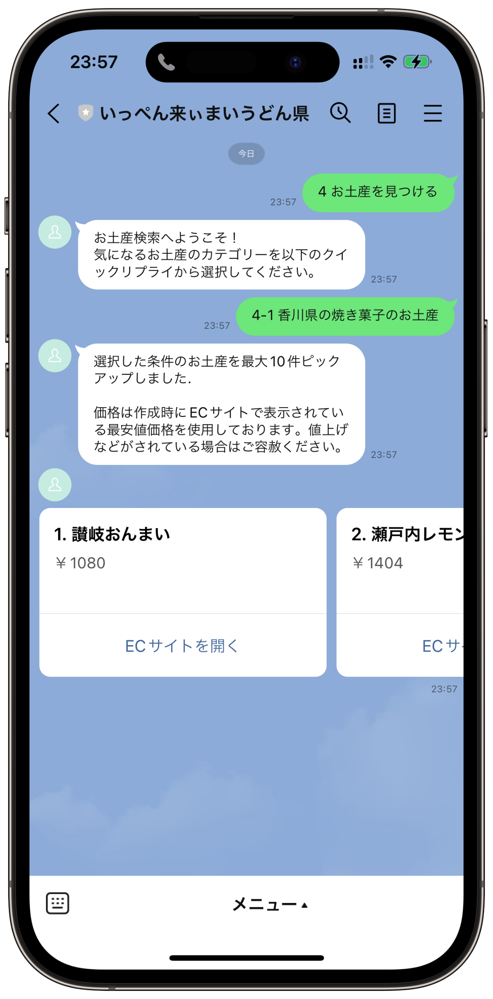 23:57
いっぺん来ぃまいうどん県
今日
4 お土産を見つける
23:57
お土産検索へようこそ！
気になるお土産のカテゴリーを以下のクイ
ックリプライから選択してください。
23:57
4-1 香川県の焼き菓子のお土産
23:57
選択した条件のお土産を最大10件ピック
アップしました.
価格は作成時にECサイトで表示されてい
る最安値価格を使用しております。値上げ
などがされている場合はご容赦ください。
23:57
1. 讃岐おんまい
￥1080
ECサイトを開く
2. 瀬戸内レモン
￥1404
ECサイ
23:57
メニュー▲